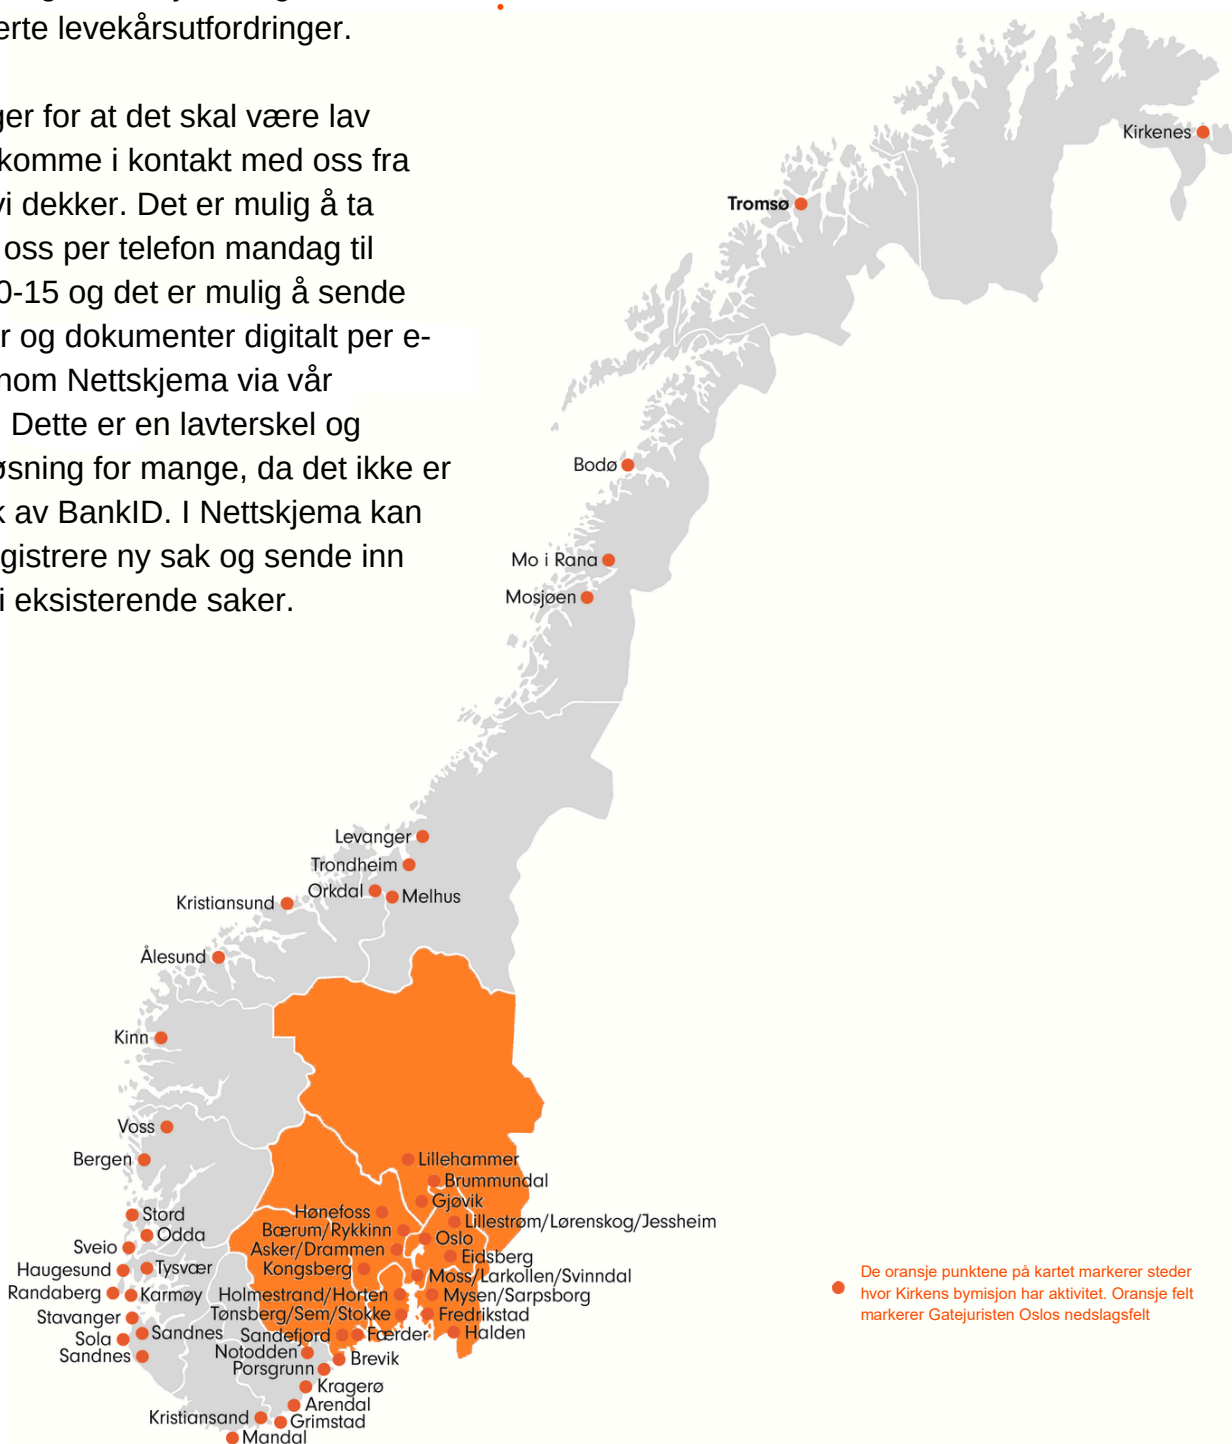 erte levekårsutfordringer.
ger for at det skal være lav
komme i kontakt med oss fra
vi dekker. Det er mulig å ta
oss per telefon mandag til
0-15 og det er mulig å sende
r og dokumenter digitalt per e-
nom Nettskjema via vår
Dette er en lavterskel og
øsning for mange, da det ikke er
k av BankID. I Nettskjema kan
gistrere ny sak og sende inn
i eksisterende saker.
Kirkenes
Tromsø
Bodø
Mo i Rana
Mosjøen
Levanger
Trondheim
Orkdal
Melhus
Kristiansund
Ålesund
Kinn
Voss
Bergen
Stord
Odda
Sveio
Haugesund
Tysvær
Randaberg
Karmøy
Stavanger
Sola
Sandnes
Sandnes
Lillehammer
Brummundal
Gjøvik
Hønefoss
Lillestrøm/Lørenskog/Jessheim
Bærum/Rykkinn
Oslo
Asker/Drammen
Eidsberg
Kongsberg
Moss/Larkollen/Svinndal
Holmestrand/Horten
Mysen/Sarpsborg
Tønsberg/Sem/Stokke
Fredrikstad
Sandefjord
Færder
Halden
Notodden
Brevik
Porsgrunn
Kragerø
Arendal
Kristiansand
Grimstad
Mandal
De oransje punktene på kartet markerer steder
hvor Kirkens bymisjon har aktivitet. Oransje felt
markerer Gatejuristen Oslos nedslagsfelt